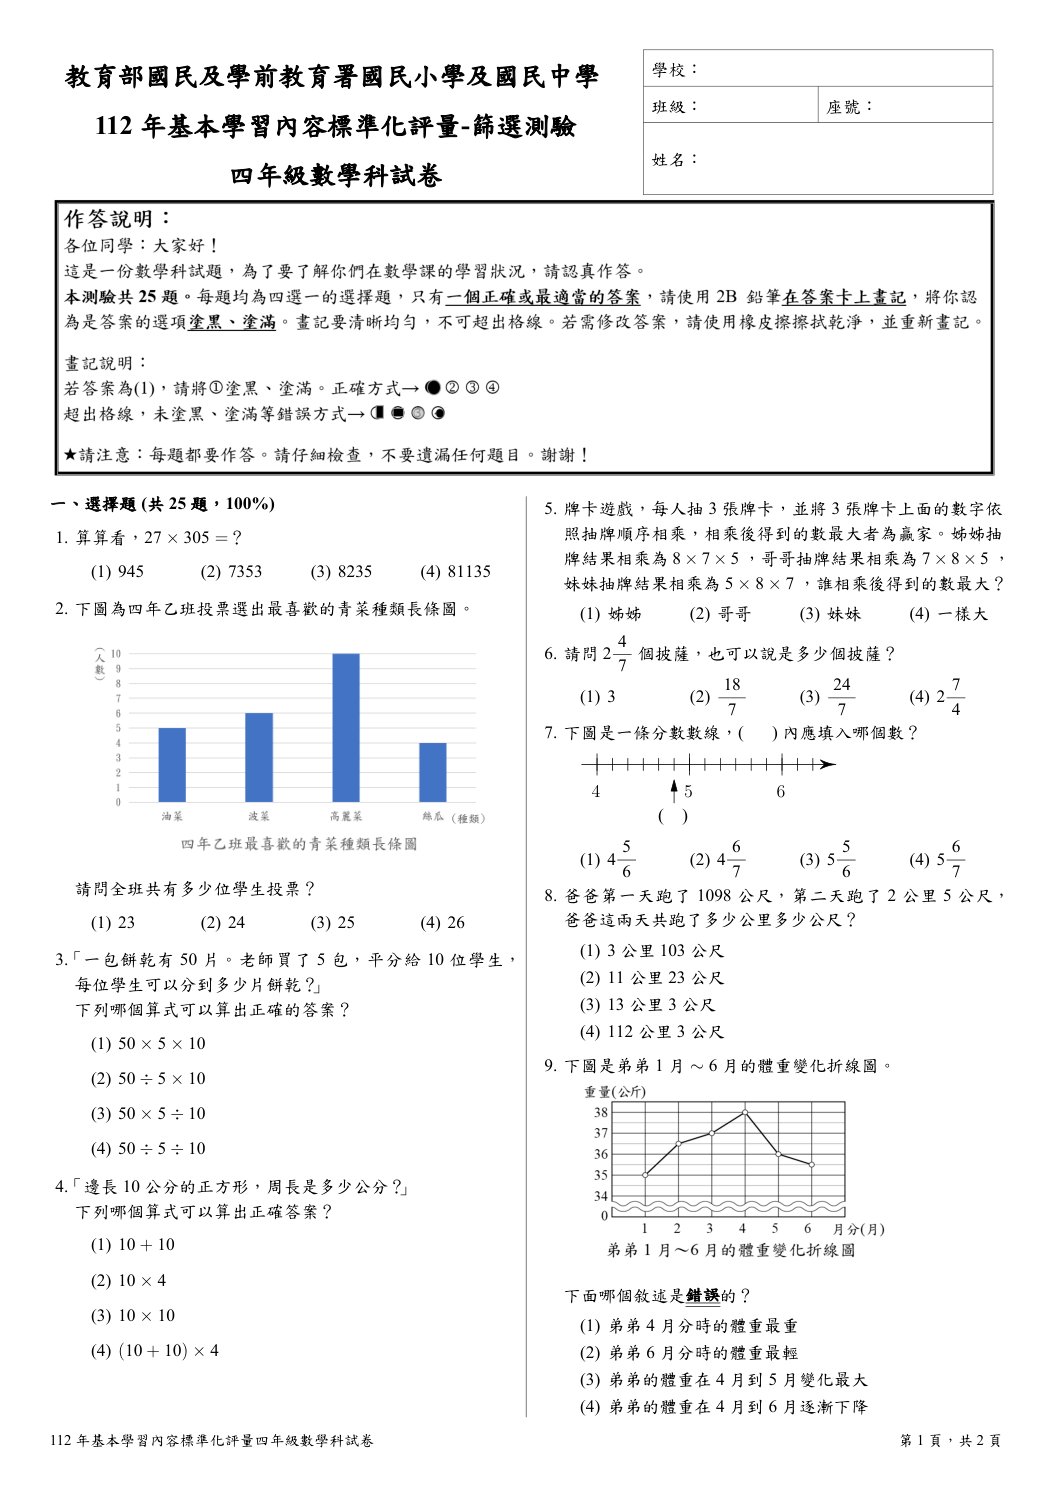 教育部國民及學前教育署國民小學及國民中學
112 年基本學習內容標準化評量-篩選測驗
四年級數學科試卷
學校：
班級：
座號：
姓名：
作答說明：
各位同學：大家好！
這是一份數學科試題，為了要了解你們在數學課的學習狀況，請認真作答。
本測驗共 25 題。每題均為四選一的選擇題，只有一個正確或最適當的答案，請使用 2B 鉛筆在答案卡上畫記，將你認
為是答案的選項塗黑、塗滿。畫記要清晰均勻，不可超出格線。若需修改答案，請使用橡皮擦擦拭乾淨，並重新畫記。
畫記說明：
若答案為(1)，請將①塗黑、塗滿。正確方式→ ● ② ③ ④
超出格線，未塗黑、塗滿等錯誤方式→
★請注意：每題都要作答。請仔細檢查，不要遺漏任何題目。謝謝！
一、選擇題 (共 25 題，100%)
1. 算算看，27 × 305 =？
(1) 945 (2) 7353 (3) 8235 (4) 81135
2. 下圖為四年乙班投票選出最喜歡的青菜種類長條圖。
（人數）
10
9
8
7
6
5
4
3
2
1
0
油菜 菠菜 高麗菜 絲瓜 （種類）
四年乙班最喜歡的青菜種類長條圖
請問全班共有多少位學生投票？
(1) 23 (2) 24 (3) 25 (4) 26
3.「一包餅乾有 50 片。老師買了 5 包，平分給 10 位學生，
每位學生可以分到多少片餅乾？」
下列哪個算式可以算出正確的答案？
(1) 50 × 5 × 10
(2) 50 ÷ 5 × 10
(3) 50 × 5 ÷ 10
(4) 50 ÷ 5 ÷ 10
4.「邊長 10 公分的正方形，周長是多少公分？」
下列哪個算式可以算出正確答案？
(1) 10 + 10
(2) 10 × 4
(3) 10 × 10
(4) (10 + 10) × 4
5. 牌卡遊戲，每人抽 3 張牌卡，並將 3 張牌卡上面的數字依
照抽牌順序相乘，相乘後得到的數最大者為贏家。姊姊抽
牌結果相乘為 8 × 7 × 5 ，哥哥抽牌結果相乘為 7 × 8 × 5 ，
妹妹抽牌結果相乘為 5 × 8 × 7 ，誰相乘後得到的數最大？
(1) 姊姊 (2) 哥哥 (3) 妹妹 (4) 一樣大
6. 請問 2 4/7 個披薩，也可以說是多少個披薩？
(1) 3 (2) 18/7 (3) 24/7 (4) 2 7/4
7. 下圖是一條分數數線，( ) 內應填入哪個數？
4 5 6
( )
(1) 4 5/6 (2) 4 6/7 (3) 5 5/6 (4) 5 6/7
8. 爸爸第一天跑了 1098 公尺，第二天跑了 2 公里 5 公尺，
爸爸這兩天共跑了多少公里多少公尺？
(1) 3 公里 103 公尺
(2) 11 公里 23 公尺
(3) 13 公里 3 公尺
(4) 112 公里 3 公尺
9. 下圖是弟弟 1 月 ~ 6 月的體重變化折線圖。
重量(公斤)
38
37
36
35
34
0
1 2 3 4 5 6 月分(月)
弟弟 1 月～6 月的體重變化折線圖
下面哪個敘述是錯誤的？
(1) 弟弟 4 月分時的體重最重
(2) 弟弟 6 月分時的體重最輕
(3) 弟弟的體重在 4 月到 5 月變化最大
(4) 弟弟的體重在 4 月到 6 月逐漸下降
112 年基本學習內容標準化評量四年級數學科試卷
第 1 頁，共 2 頁